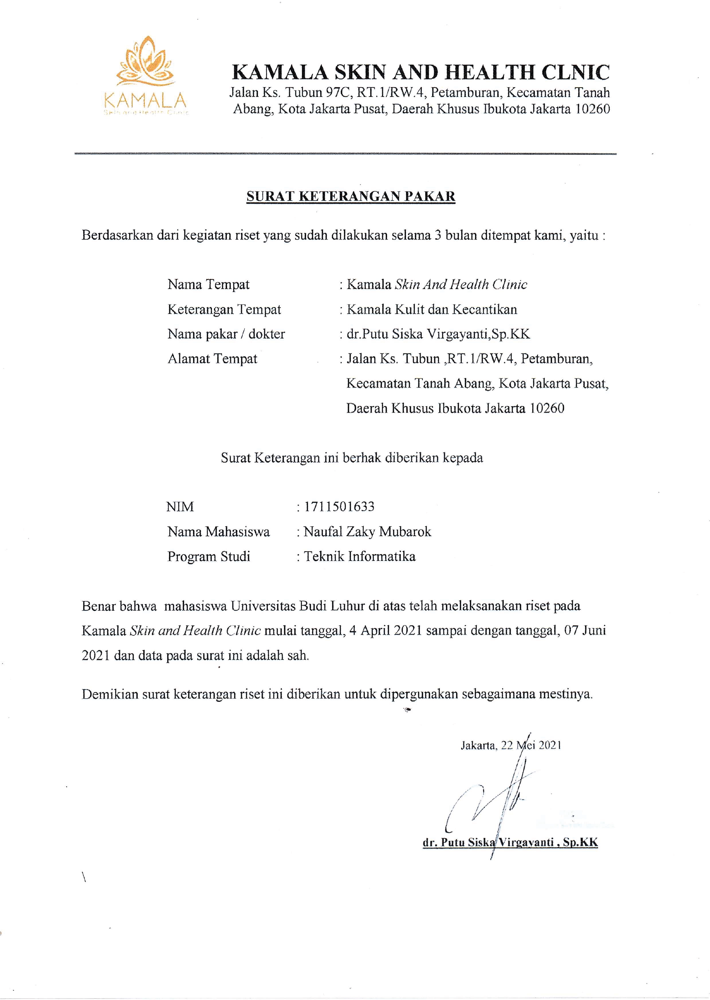 KAMALA SKIN AND HEALTH CLNIC
Jalan Ks. Tubun 97C, RT.1/RW.4, Petamburan, Kecamatan Tanah
Abang, Kota Jakarta Pusat, Daerah Khusus Ibukota Jakarta 10260
KAMALA
Skin and Health Clinic
SURAT KETERANGAN PAKAR
Berdasarkan dari kegiatan riset yang sudah dilakukan selama 3 bulan ditempat kami, yaitu :
Nama Tempat : Kamala Skin And Health Clinic
Keterangan Tempat : Kamala Kulit dan Kecantikan
Nama pakar / dokter : dr.Putu Siska Virgayanti,Sp.KK
Alamat Tempat : Jalan Ks. Tubun ,RT.1/RW.4, Petamburan,
Kecamatan Tanah Abang, Kota Jakarta Pusat,
Daerah Khusus Ibukota Jakarta 10260
Surat Keterangan ini berhak diberikan kepada
NIM : 1711501633
Nama Mahasiswa : Naufal Zaky Mubarok
Program Studi : Teknik Informatika
Benar bahwa mahasiswa Universitas Budi Luhur di atas telah melaksanakan riset pada
Kamala Skin and Health Clinic mulai tanggal, 4 April 2021 sampai dengan tanggal, 07 Juni
2021 dan data pada surat ini adalah sah.
Demikian surat keterangan riset ini diberikan untuk dipergunakan sebagaimana mestinya.
Jakarta, 22 Mei 2021
dr. Putu Siska Virgayanti , Sp.KK
\